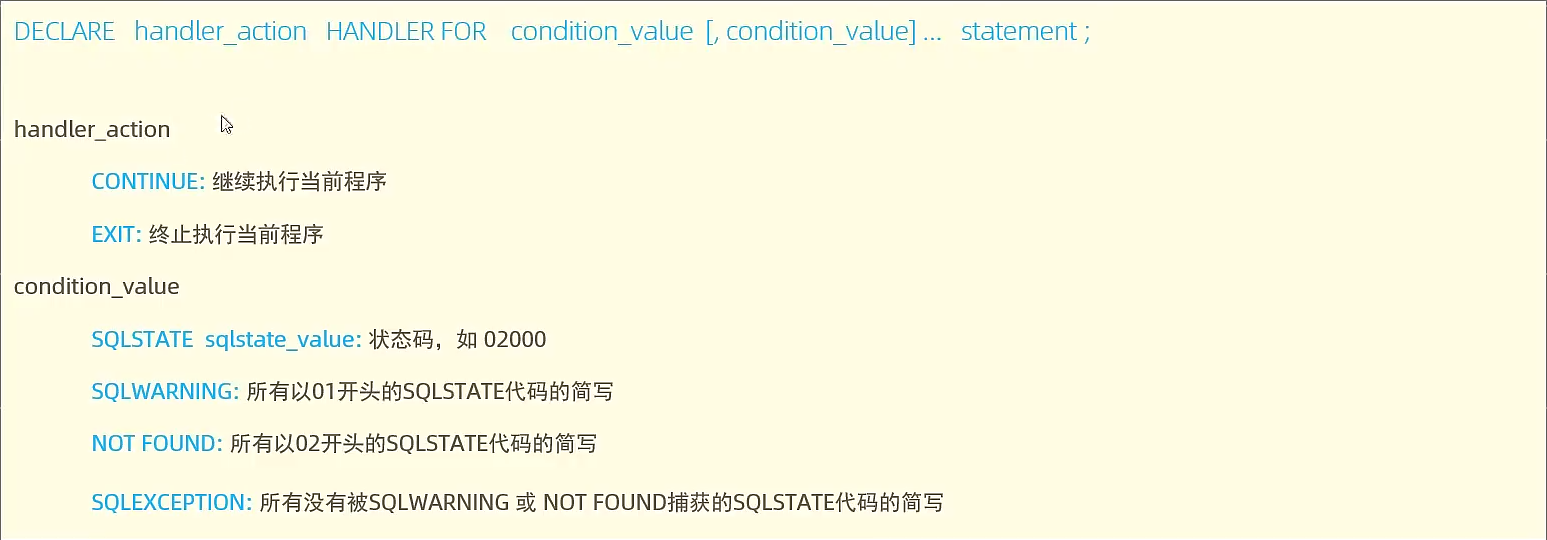 DECLARE handler_action HANDLER FOR condition_value [, condition_value] ... statement ;
handler_action
CONTINUE: 继续执行当前程序
EXIT: 终止执行当前程序
condition_value
SQLSTATE sqlstate_value: 状态码，如 02000
SQLWARNING: 所有以01开头的SQLSTATE代码的简写
NOT FOUND: 所有以02开头的SQLSTATE代码的简写
SQLEXCEPTION: 所有没有被SQLWARNING 或 NOT FOUND捕获的SQLSTATE代码的简写